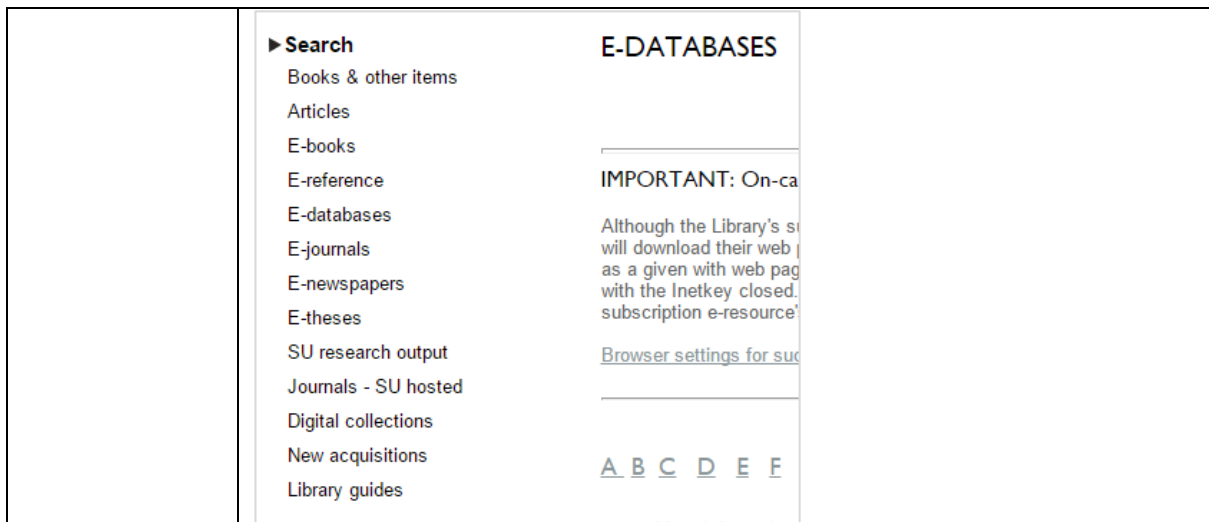 ▶Search
Books & other items
Articles
E-books
E-reference
E-databases
E-journals
E-newspapers
E-theses
SU research output
Journals - SU hosted
Digital collections
New acquisitions
Library guides
E-DATABASES
IMPORTANT: On-ca
Although the Library's
will download their web
as a given with web pag
with the Inetkey closed.
subscription e-resource'
Browser settings for suc
A B C D E F